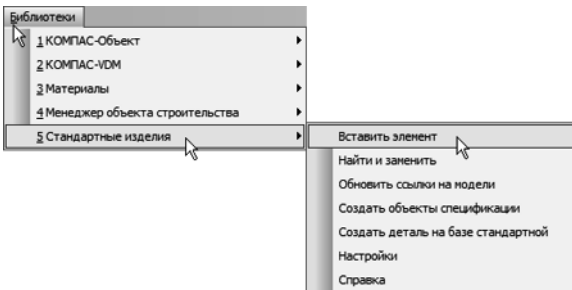 Библиотеки
1 КОМПАС-Объект
2 КОМПАС-VDM
3 Материалы
4 Менеджер объекта строительства
5 Стандартные изделия
Вставить элемент
Найти и заменить
Обновить ссылки на модели
Создать объекты спецификации
Создать деталь на базе стандартной
Настройки
Справка